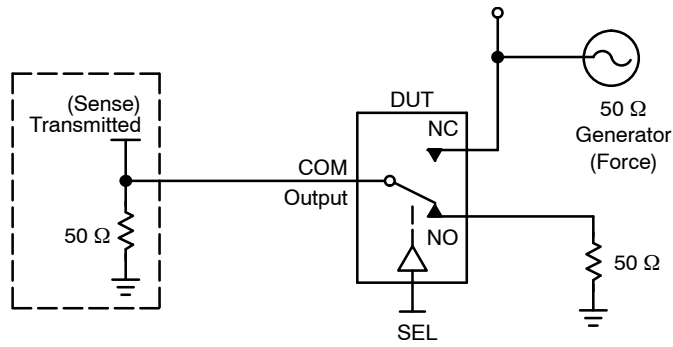 DUT
(Sense)
Transmitted
NC
50 Ω
Generator
(Force)
COM
Output
50 Ω
NO
50 Ω
SEL